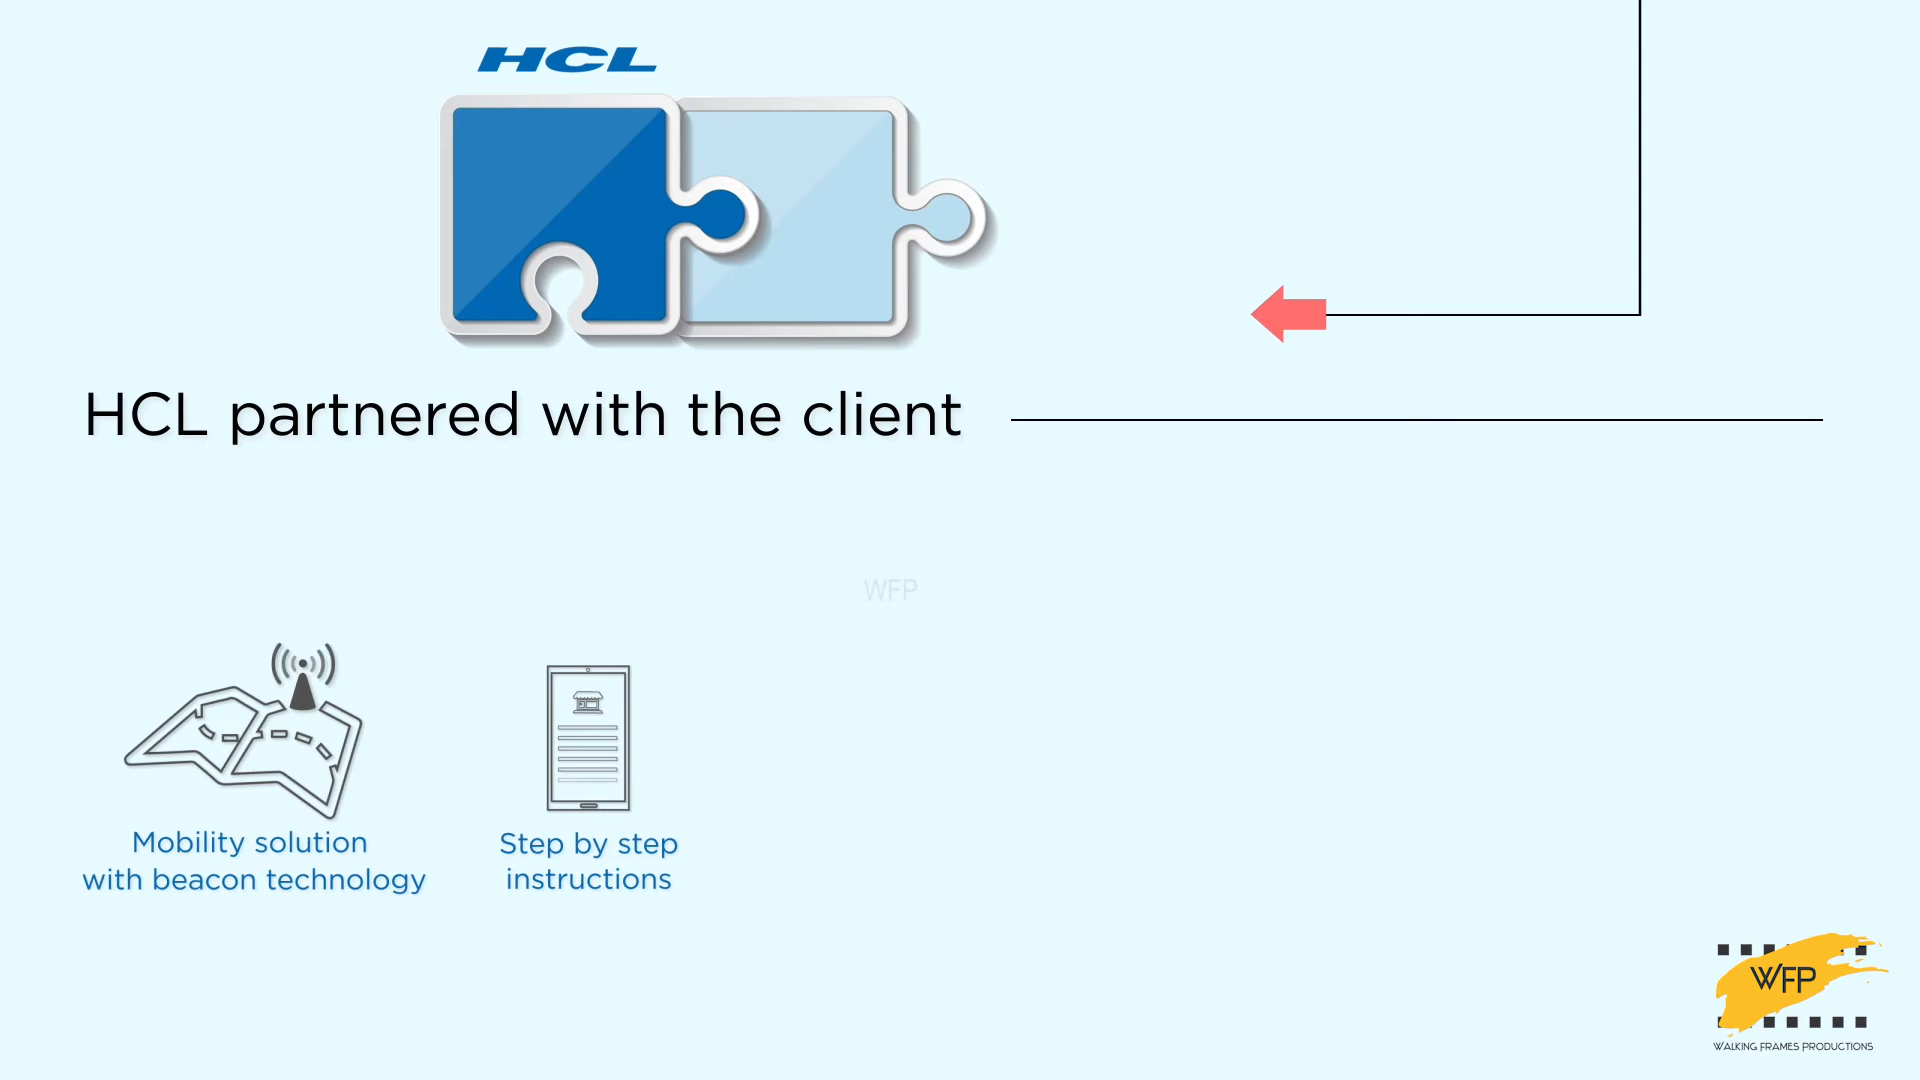 HCL
HCL partnered with the client
WFP
Mobility solution
with beacon technology
Step by step
instructions
WFP
WALKING FRAMES PRODUCTIONS